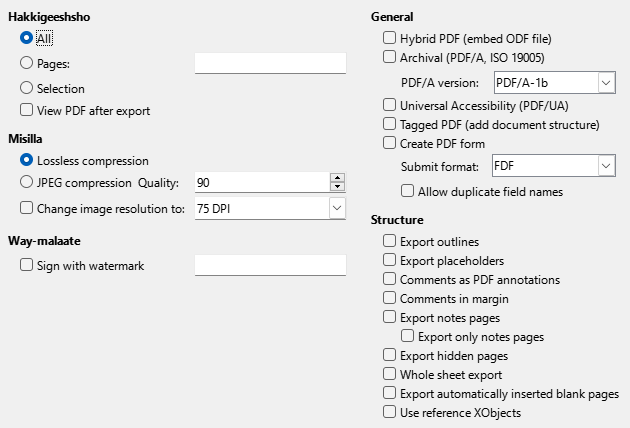 Hakkigeeshsho
All
Pages:
Selection
View PDF after export
Misilla
Lossless compression
JPEG compression Quality: 90
Change image resolution to: 75 DPI
Way-malaate
Sign with watermark
General
Hybrid PDF (embed ODF file)
Archival (PDF/A, ISO 19005)
PDF/A version: PDF/A-1b
Universal Accessibility (PDF/UA)
Tagged PDF (add document structure)
Create PDF form
Submit format: FDF
Allow duplicate field names
Structure
Export outlines
Export placeholders
Comments as PDF annotations
Comments in margin
Export notes pages
Export only notes pages
Export hidden pages
Whole sheet export
Export automatically inserted blank pages
Use reference XObjects